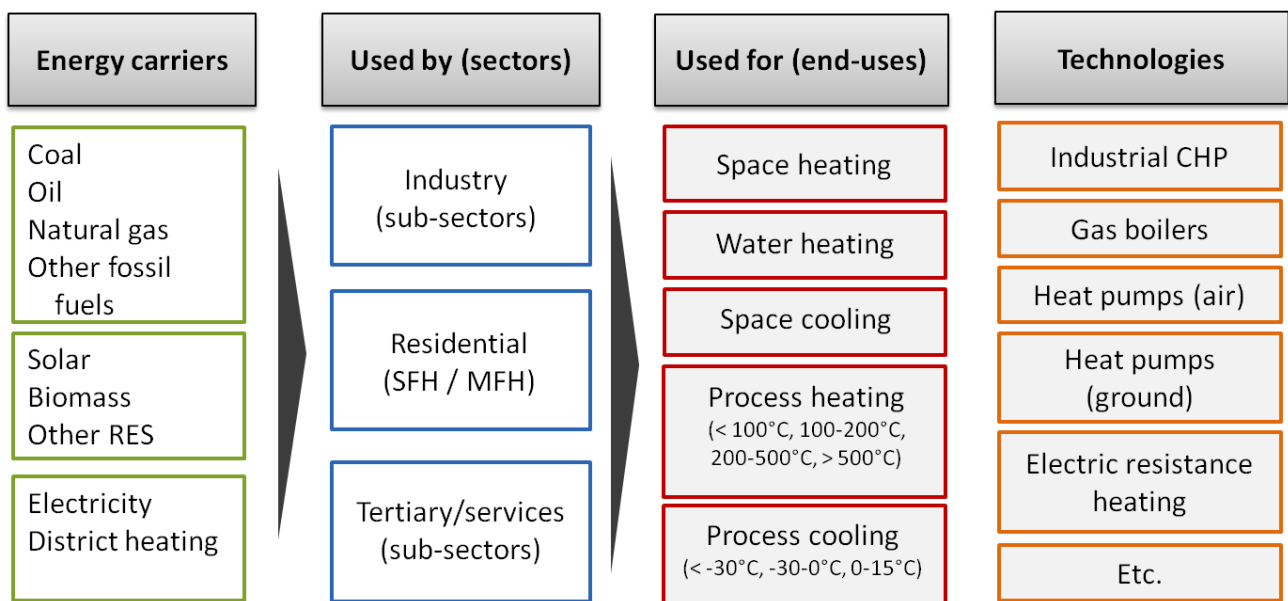 Energy carriers
Coal
Oil
Natural gas
Other fossil
fuels
Solar
Biomass
Other RES
Electricity
District heating
Used by (sectors)
Industry
(sub-sectors)
Residential
(SFH / MFH)
Tertiary/services
(sub-sectors)
Used for (end-uses)
Space heating
Water heating
Space cooling
Process heating
(< 100°C, 100-200°C,
200-500°C, > 500°C)
Process cooling
(< -30°C, -30-0°C, 0-15°C)
Technologies
Industrial CHP
Gas boilers
Heat pumps (air)
Heat pumps
(ground)
Electric resistance
heating
Etc.